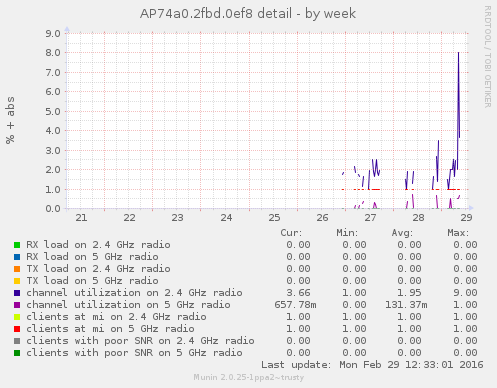 AP74a0.2fbd.0ef8 detail - by week
RRDTOOL / TOBI OETIKER
% + abs
9.0
8.0
7.0
6.0
5.0
4.0
3.0
2.0
1.0
0.0
21 22 23 24 25 26 27 28 29
Cur: Min: Avg: Max:
RX load on 2.4 GHz radio 0.00 0.00 0.00 0.00
RX load on 5 GHz radio 0.00 0.00 0.00 0.00
TX load on 2.4 GHz radio 0.00 0.00 0.00 0.00
TX load on 5 GHz radio 0.00 0.00 0.00 0.00
channel utilization on 2.4 GHz radio 3.66 1.00 1.95 9.00
channel utilization on 5 GHz radio 657.78m 0.00 131.37m 1.00
clients at mi on 2.4 GHz radio 1.00 1.00 1.00 1.00
clients at mi on 5 GHz radio 1.00 1.00 1.00 1.00
clients with poor SNR on 2.4 GHz radio 0.00 0.00 0.00 0.00
clients with poor SNR on 5 GHz radio 0.00 0.00 0.00 0.00
Last update: Mon Feb 29 12:33:01 2016
Munin 2.0.25-1ppa2~trusty